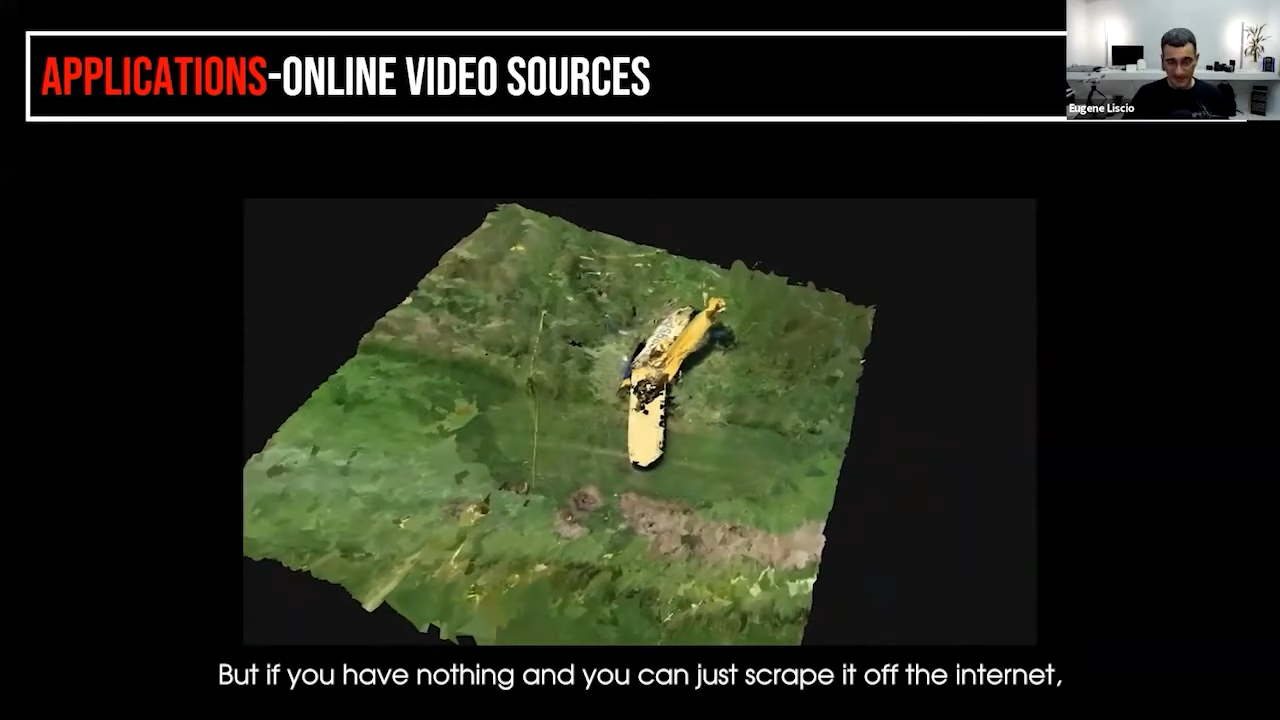 APPLICATIONS-ONLINE VIDEO SOURCES
Eugene Liscio
But if you have nothing and you can just scrape it off the internet,